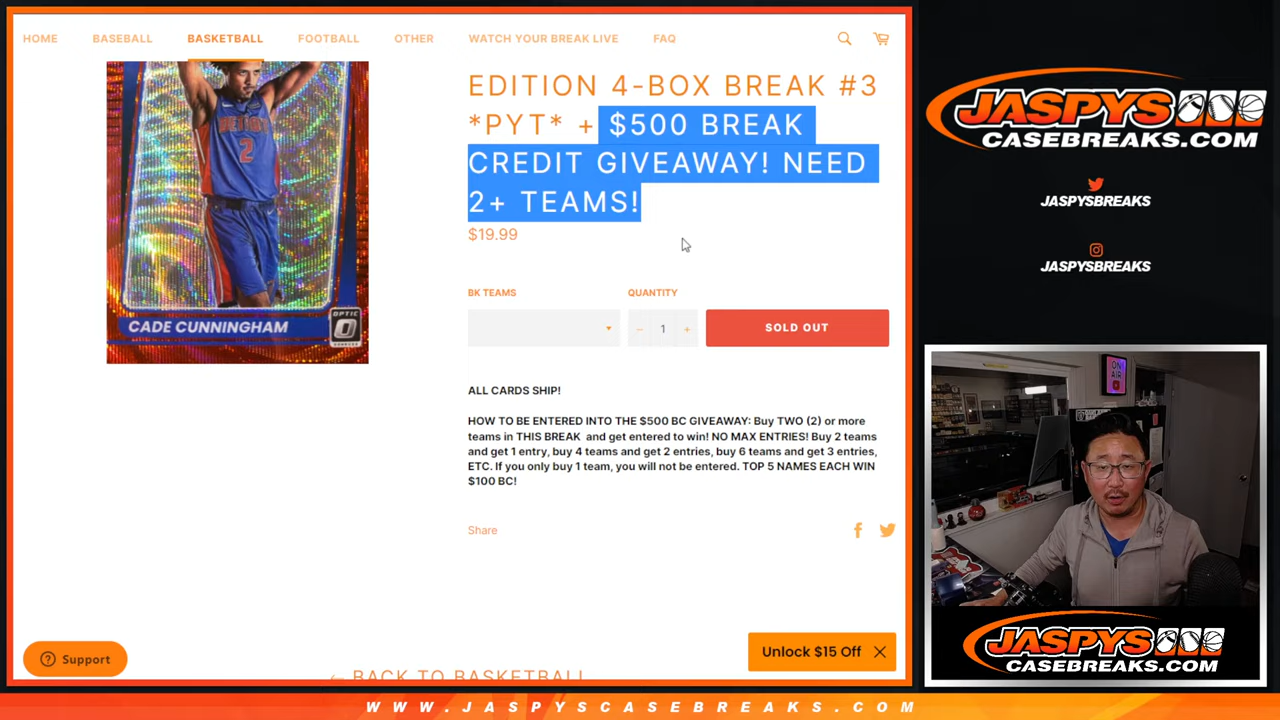 HOME BASEBALL BASKETBALL FOOTBALL OTHER WATCH YOUR BREAK LIVE FAQ
EDITION 4-BOX BREAK #3
*PYT* + $500 BREAK
CREDIT GIVEAWAY! NEED
2+ TEAMS!
$19.99
BK TEAMS QUANTITY
− 1 + SOLD OUT
DETROIT
2
CADE CUNNINGHAM
OPTIC
ALL CARDS SHIP!
HOW TO BE ENTERED INTO THE $500 BC GIVEAWAY: Buy TWO (2) or more
teams in THIS BREAK and get entered to win! NO MAX ENTRIES! Buy 2 teams
and get 1 entry, buy 4 teams and get 2 entries, buy 6 teams and get 3 entries,
ETC. If you only buy 1 team, you will not be entered. TOP 5 NAMES EACH WIN
$100 BC!
Share
Support
Unlock $15 Off
← BACK TO BASKETBALL
JASPYS
CASEBREAKS.COM
JASPYSBREAKS
JASPYSBREAKS
ON
AIR
JASPYS
CASEBREAKS.COM
WWW.JASPYSCASEBREAKS.COM